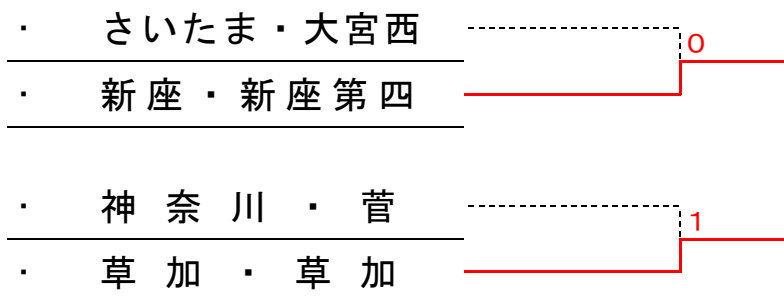 ・ さいたま・大宮西
0
・ 新座・新座第四
・ 神奈川・菅
1
・ 草加・草加